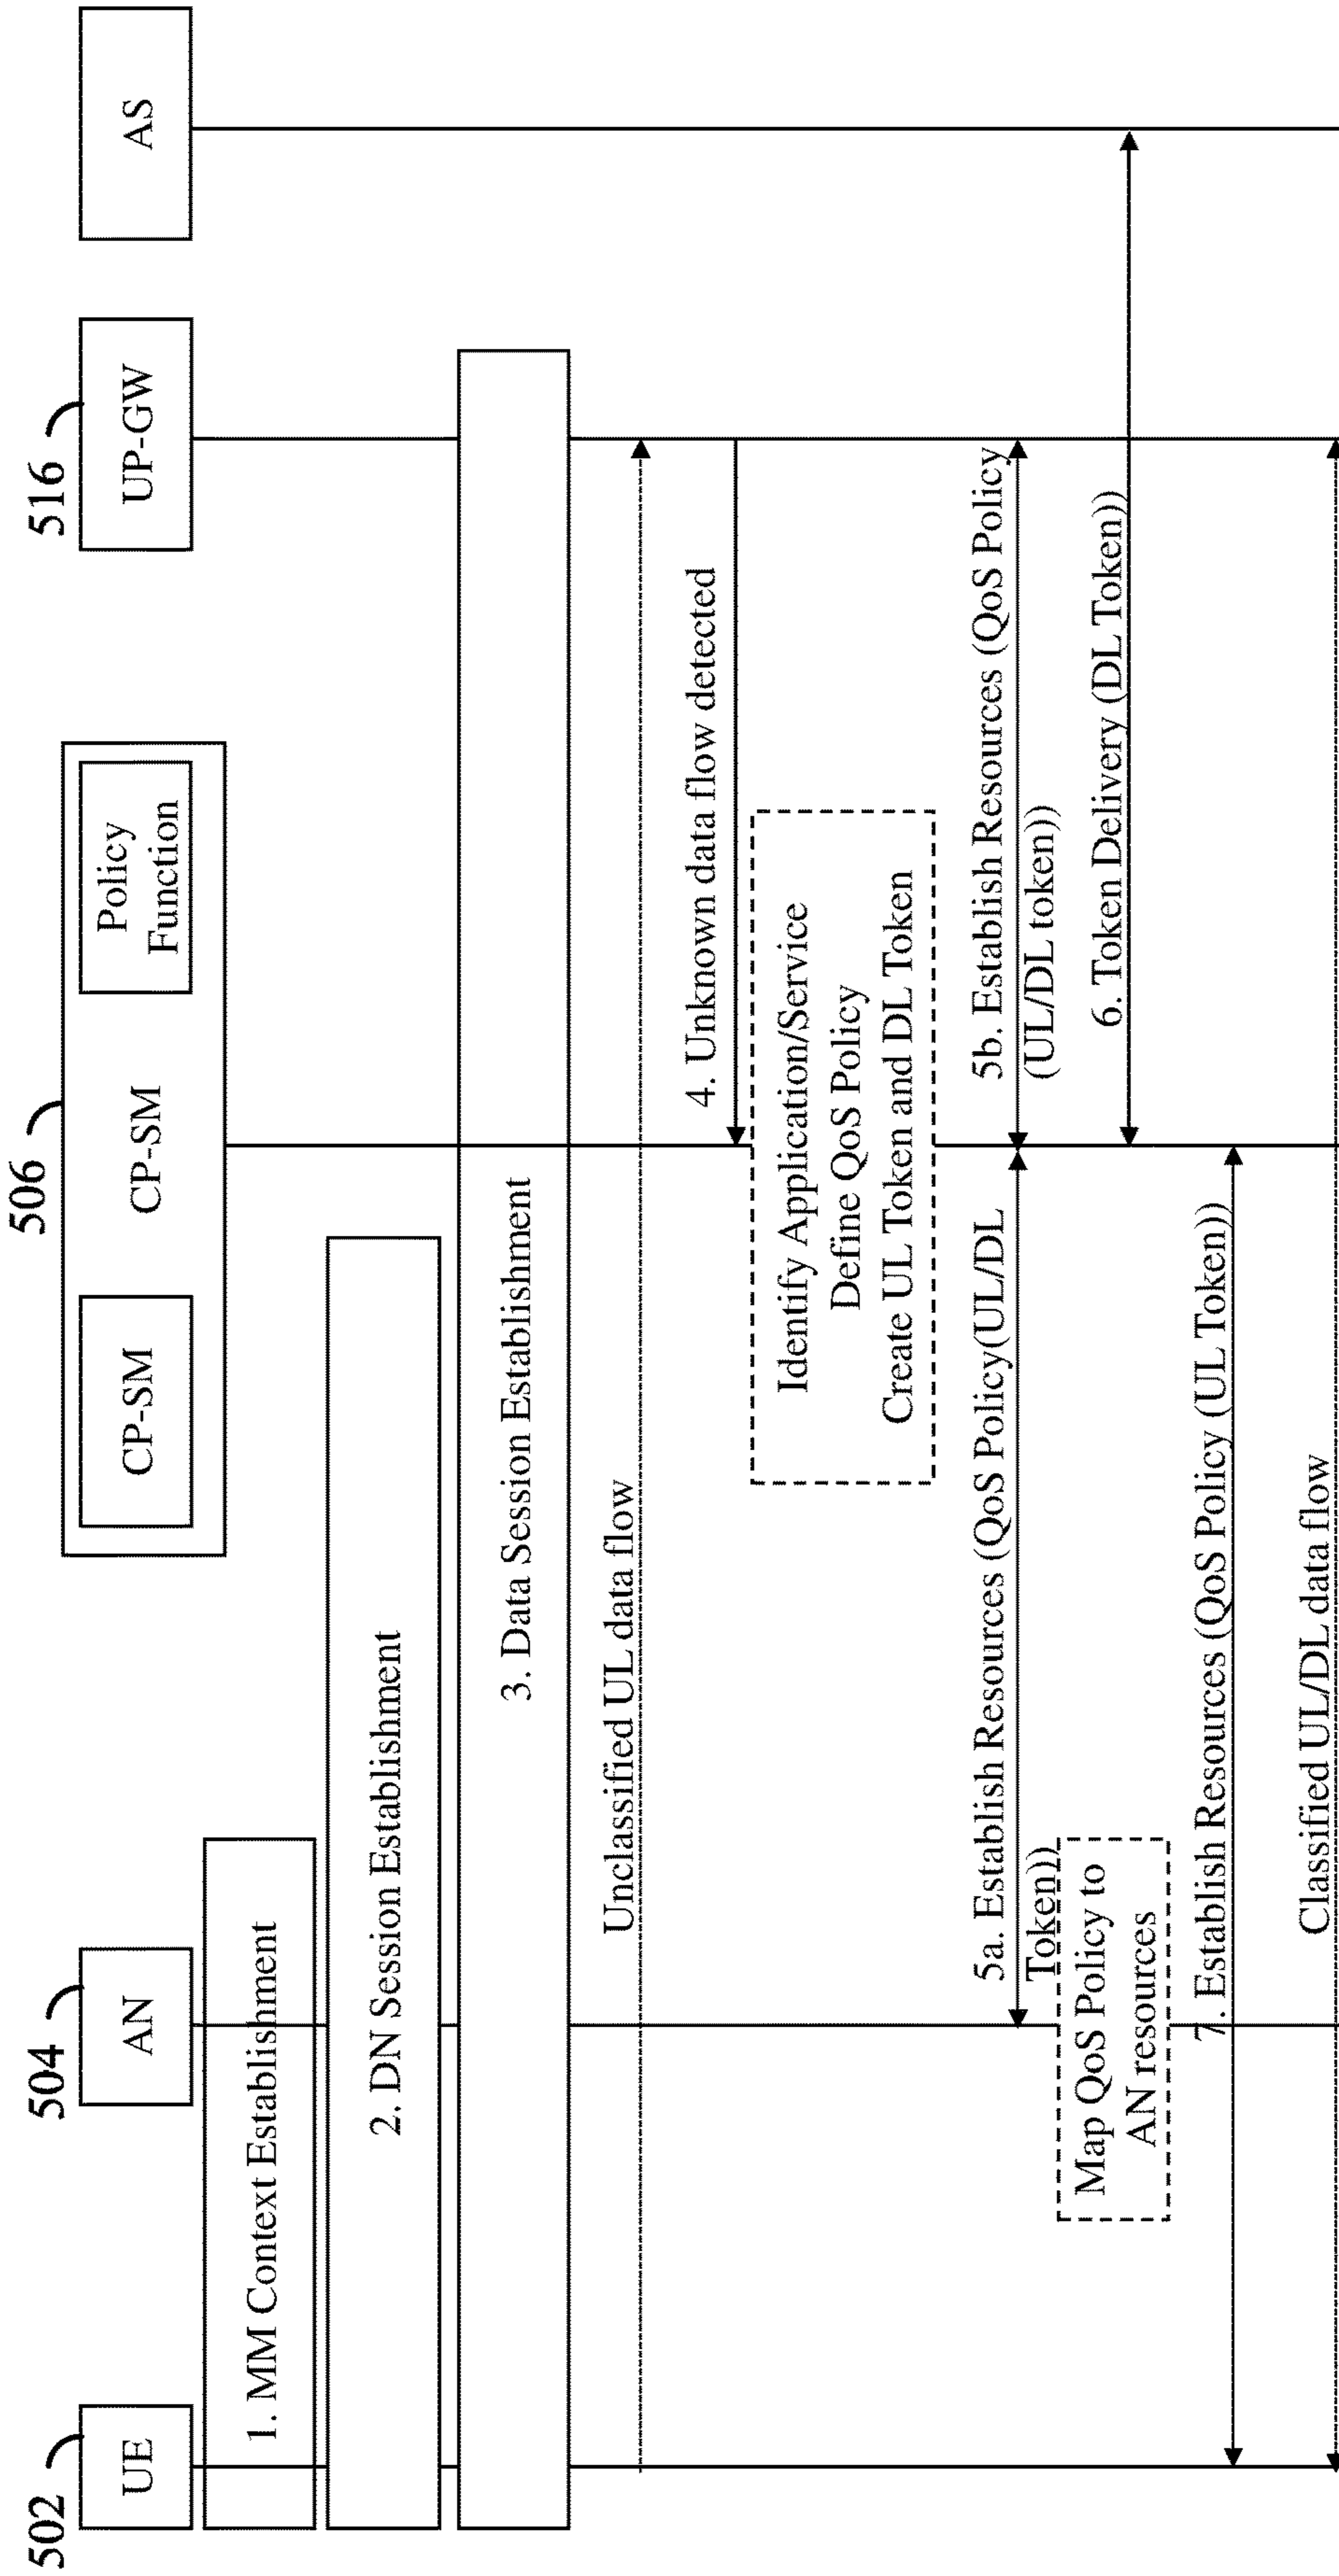 502
504
506
516
UE
AN
CP-SM
CP-SM
Policy
Function
UP-GW
AS
1. MM Context Establishment
2. DN Session Establishment
3. Data Session Establishment
Unclassified UL data flow
4. Unknown data flow detected
Identify Application/Service
Define QoS Policy
Create UL Token and DL Token
5a. Establish Resources (QoS Policy(UL/DL
Token))
5b. Establish Resources (QoS Policy
(UL/DL token))
Map QoS Policy to
AN resources
6. Token Delivery (DL Token))
7. Establish Resources (QoS Policy (UL Token))
Classified UL/DL data flow